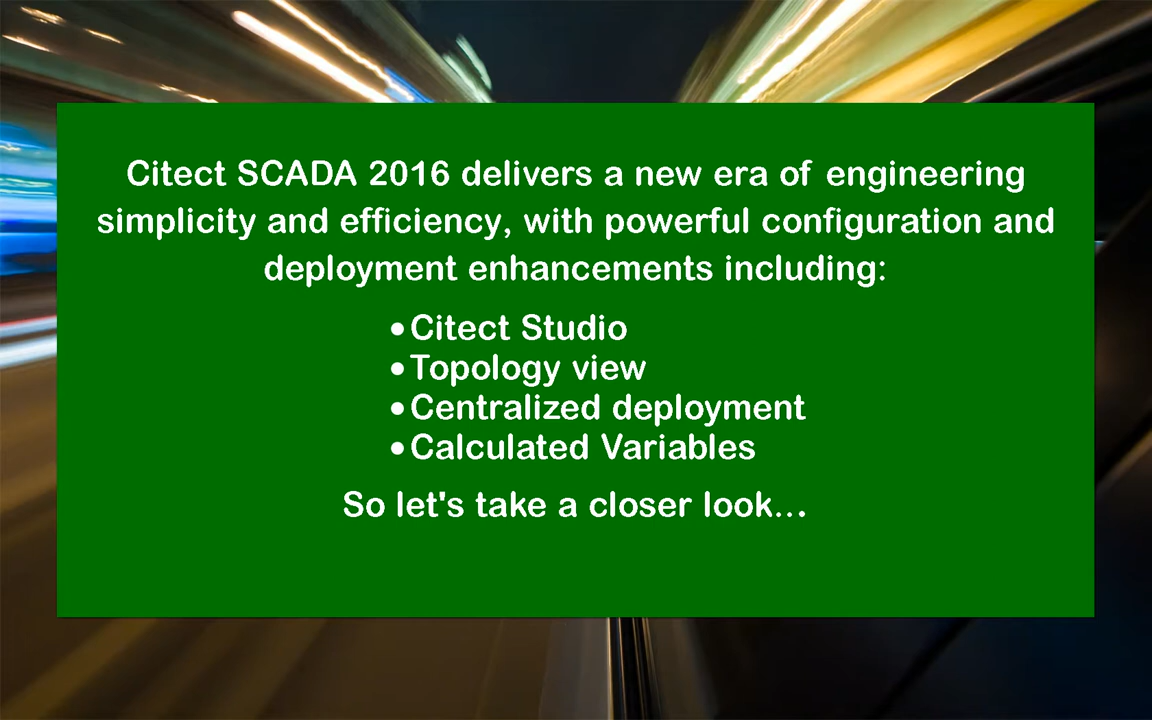 Citect SCADA 2016 delivers a new era of engineering
simplicity and efficiency, with powerful configuration and
deployment enhancements including:
•Citect Studio
•Topology view
•Centralized deployment
•Calculated Variables
So let's take a closer look...